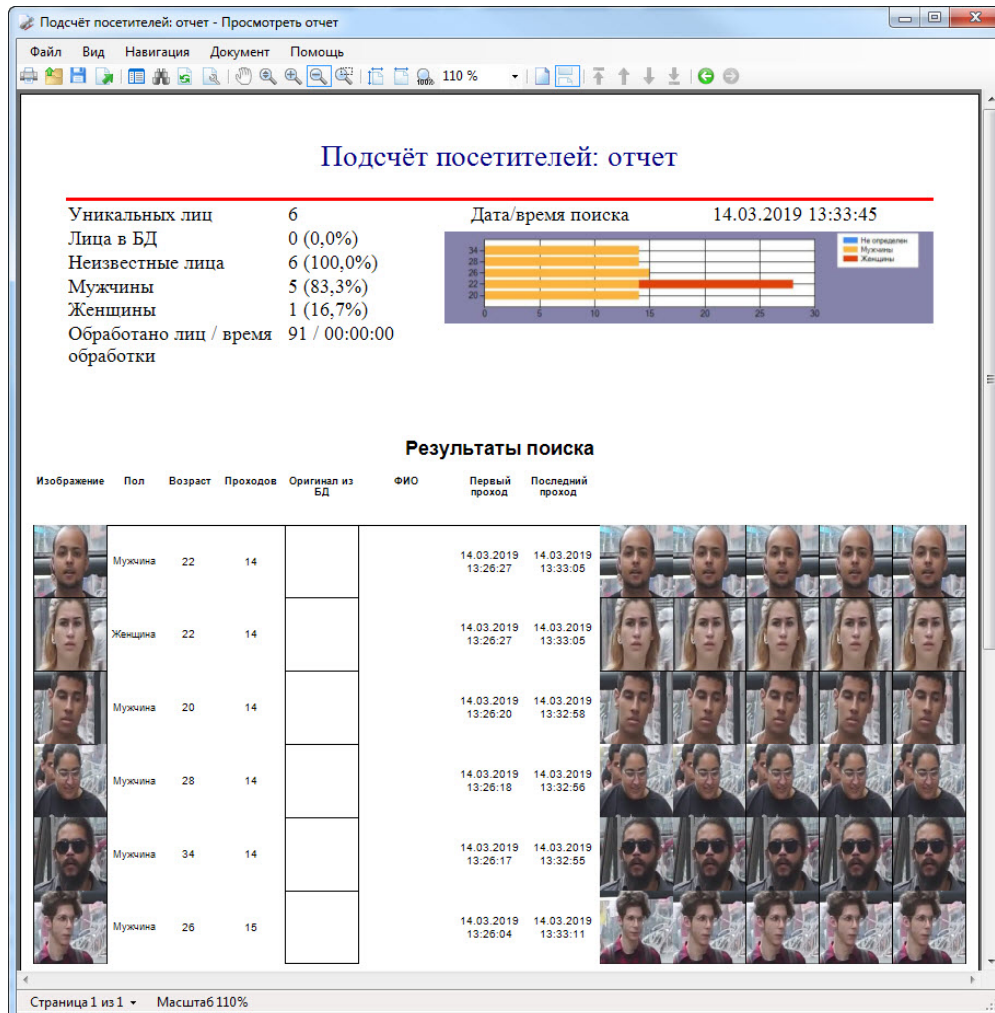 Подсчёт посетителей: отчет - Просмотреть отчет
Файл Вид Навигация Документ Помощь
100% 110 %
Подсчёт посетителей: отчет
Уникальных лиц 6 Дата/время поиска 14.03.2019 13:33:45
Лица в БД 0 (0,0%)
Неизвестные лица 6 (100,0%)
Мужчины 5 (83,3%)
Женщины 1 (16,7%)
Обработано лиц / время 91 / 00:00:00
обработки
Не определен
Мужчины
Женщины
34
28
26
22
20
0 5 10 15 20 25 30
Результаты поиска
Изображение Пол Возраст Проходов Оригинал из ФИО Первый Последний
БД проход проход
Мужчина 22 14 14.03.2019 14.03.2019
13:26:27 13:33:05
Женщина 22 14 14.03.2019 14.03.2019
13:26:27 13:33:05
Мужчина 20 14 14.03.2019 14.03.2019
13:26:20 13:32:58
Мужчина 28 14 14.03.2019 14.03.2019
13:26:18 13:32:56
Мужчина 34 14 14.03.2019 14.03.2019
13:26:17 13:32:55
Мужчина 26 15 14.03.2019 14.03.2019
13:26:04 13:33:11
Страница 1 из 1 Масштаб 110%